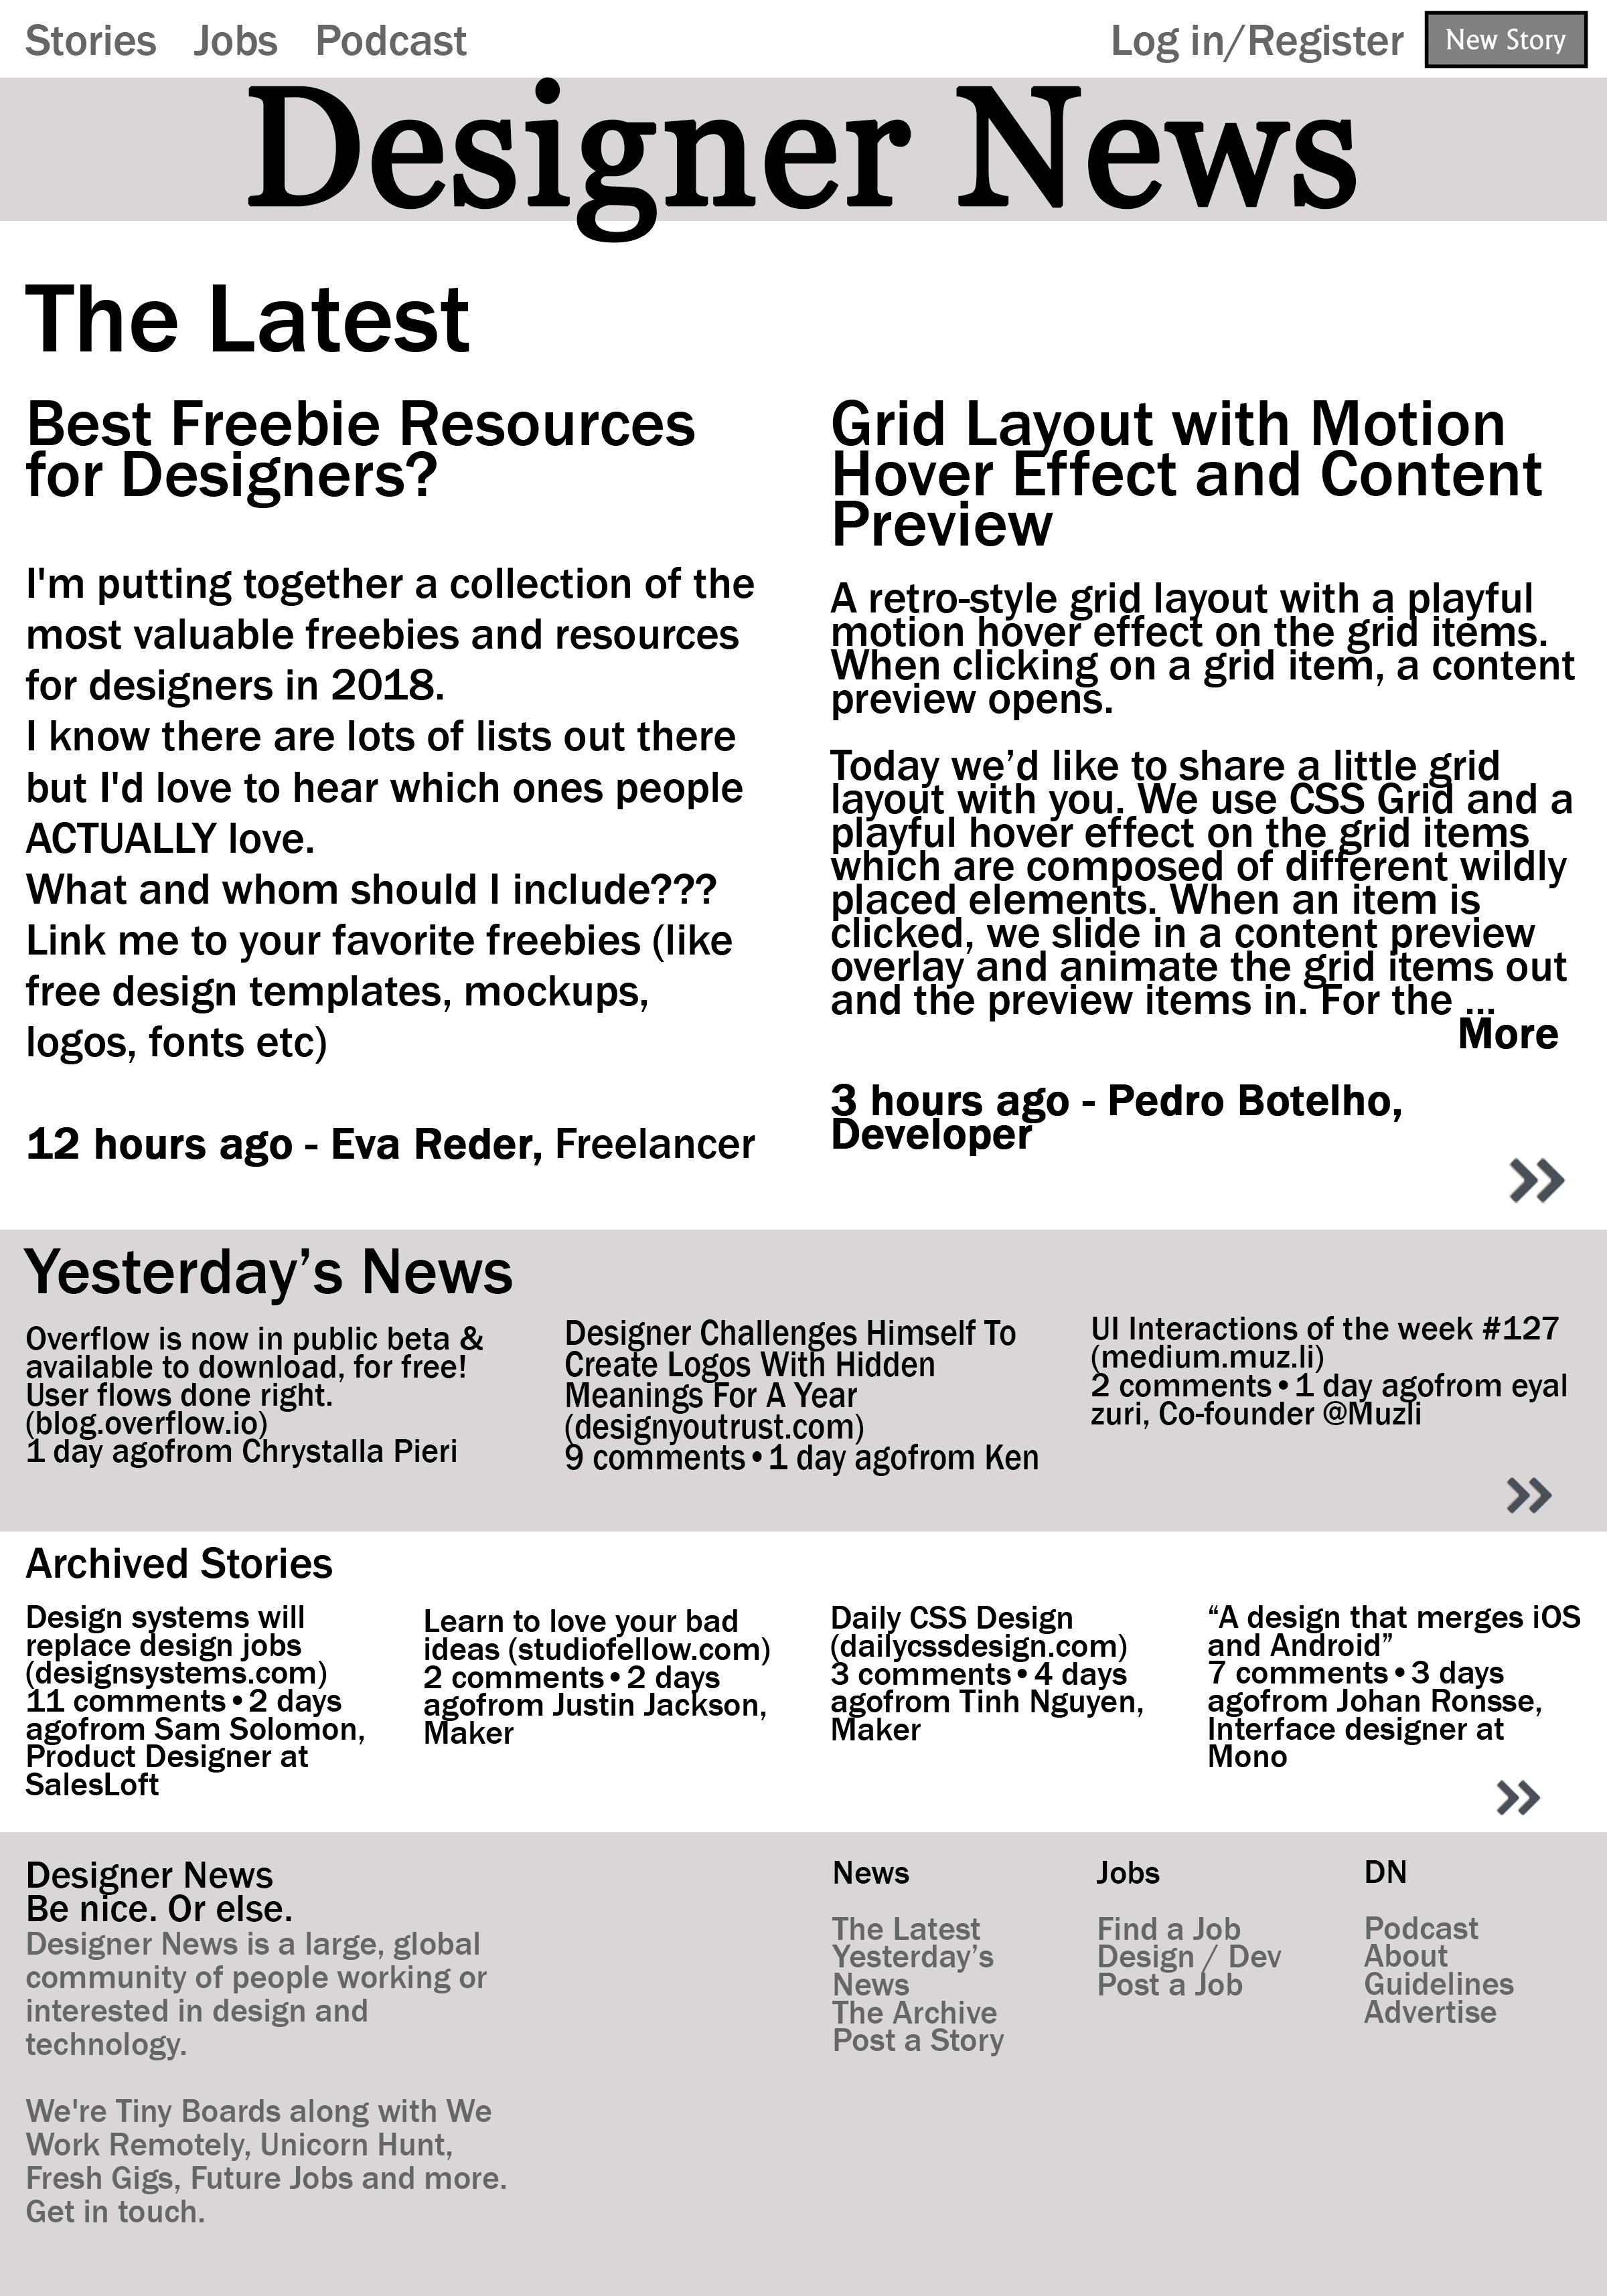 Stories Jobs Podcast Log in/Register New Story
Designer News
The Latest
Best Freebie Resources
for Designers?
I'm putting together a collection of the
most valuable freebies and resources
for designers in 2018.
I know there are lots of lists out there
but I'd love to hear which ones people
ACTUALLY love.
What and whom should I include???
Link me to your favorite freebies (like
free design templates, mockups,
logos, fonts etc)
12 hours ago - Eva Reder, Freelancer
Grid Layout with Motion
Hover Effect and Content
Preview
A retro-style grid layout with a playful
motion hover effect on the grid items.
When clicking on a grid item, a content
preview opens.
Today we’d like to share a little grid
layout with you. We use CSS Grid and a
playful hover effect on the grid items
which are composed of different wildly
placed elements. When an item is
clicked, we slide in a content preview
overlay and animate the grid items out
and the preview items in. For the ...
More
3 hours ago - Pedro Botelho,
Developer
Yesterday’s News
Overflow is now in public beta &
available to download, for free!
User flows done right.
(blog.overflow.io)
1 day agofrom Chrystalla Pieri
Designer Challenges Himself To
Create Logos With Hidden
Meanings For A Year
(designyoutrust.com)
9 comments•1 day agofrom Ken
UI Interactions of the week #127
(medium.muz.li)
2 comments•1 day agofrom eyal
zuri, Co-founder @Muzli
Archived Stories
Design systems will
replace design jobs
(designsystems.com)
11 comments•2 days
agofrom Sam Solomon,
Product Designer at
SalesLoft
Learn to love your bad
ideas (studiofellow.com)
2 comments•2 days
agofrom Justin Jackson,
Maker
Daily CSS Design
(dailycssdesign.com)
3 comments•4 days
agofrom Tinh Nguyen,
Maker
“A design that merges iOS
and Android”
7 comments•3 days
agofrom Johan Ronsse,
Interface designer at
Mono
Designer News
Be nice. Or else.
Designer News is a large, global
community of people working or
interested in design and
technology.
We're Tiny Boards along with We
Work Remotely, Unicorn Hunt,
Fresh Gigs, Future Jobs and more.
Get in touch.
News
The Latest
Yesterday’s
News
The Archive
Post a Story
Jobs
Find a Job
Design / Dev
Post a Job
DN
Podcast
About
Guidelines
Advertise